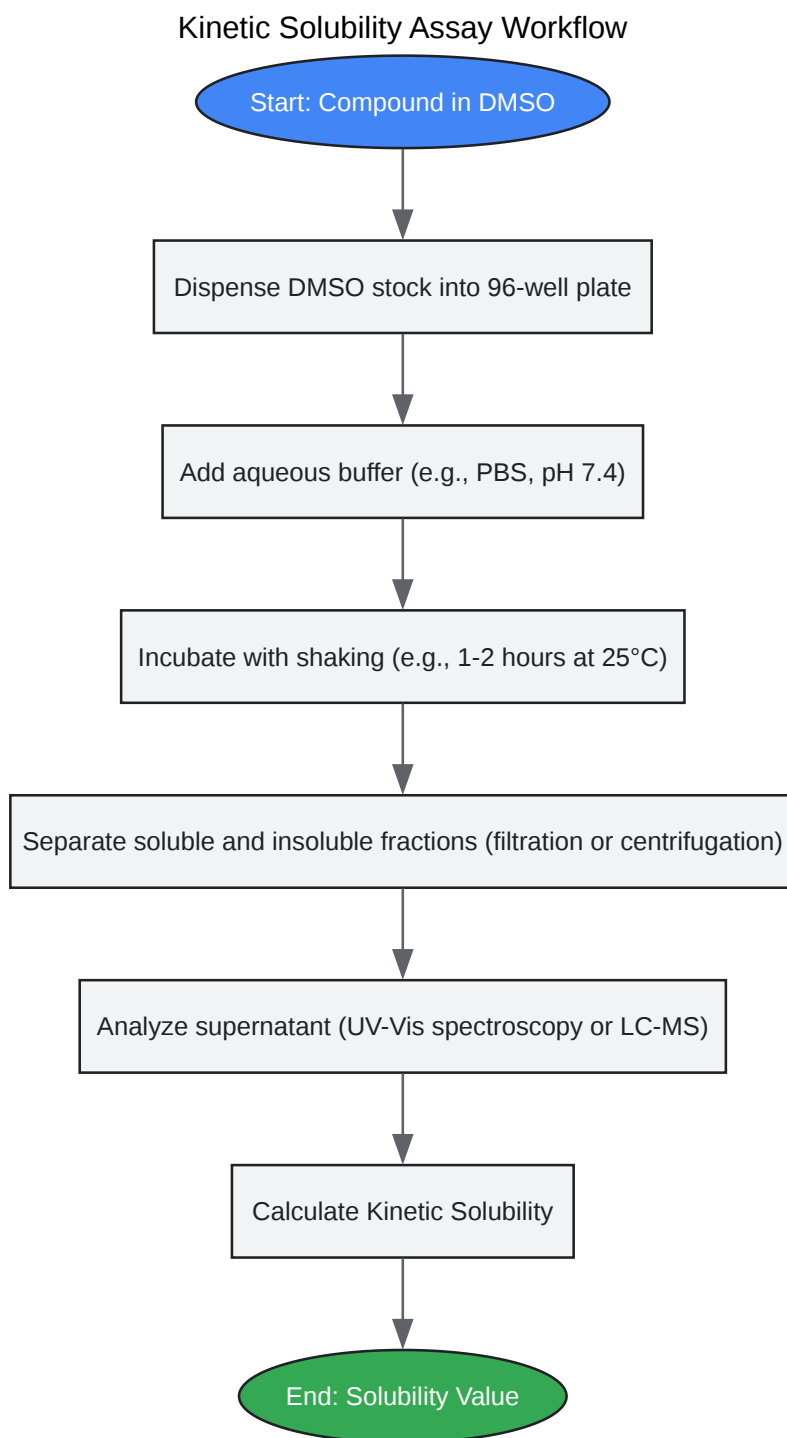 Kinetic Solubility Assay Workflow
Start: Compound in DMSO
Dispense DMSO stock into 96-well plate
Add aqueous buffer (e.g., PBS, pH 7.4)
Incubate with shaking (e.g., 1-2 hours at 25°C)
Separate soluble and insoluble fractions (filtration or centrifugation)
Analyze supernatant (UV-Vis spectroscopy or LC-MS)
Calculate Kinetic Solubility
End: Solubility Value